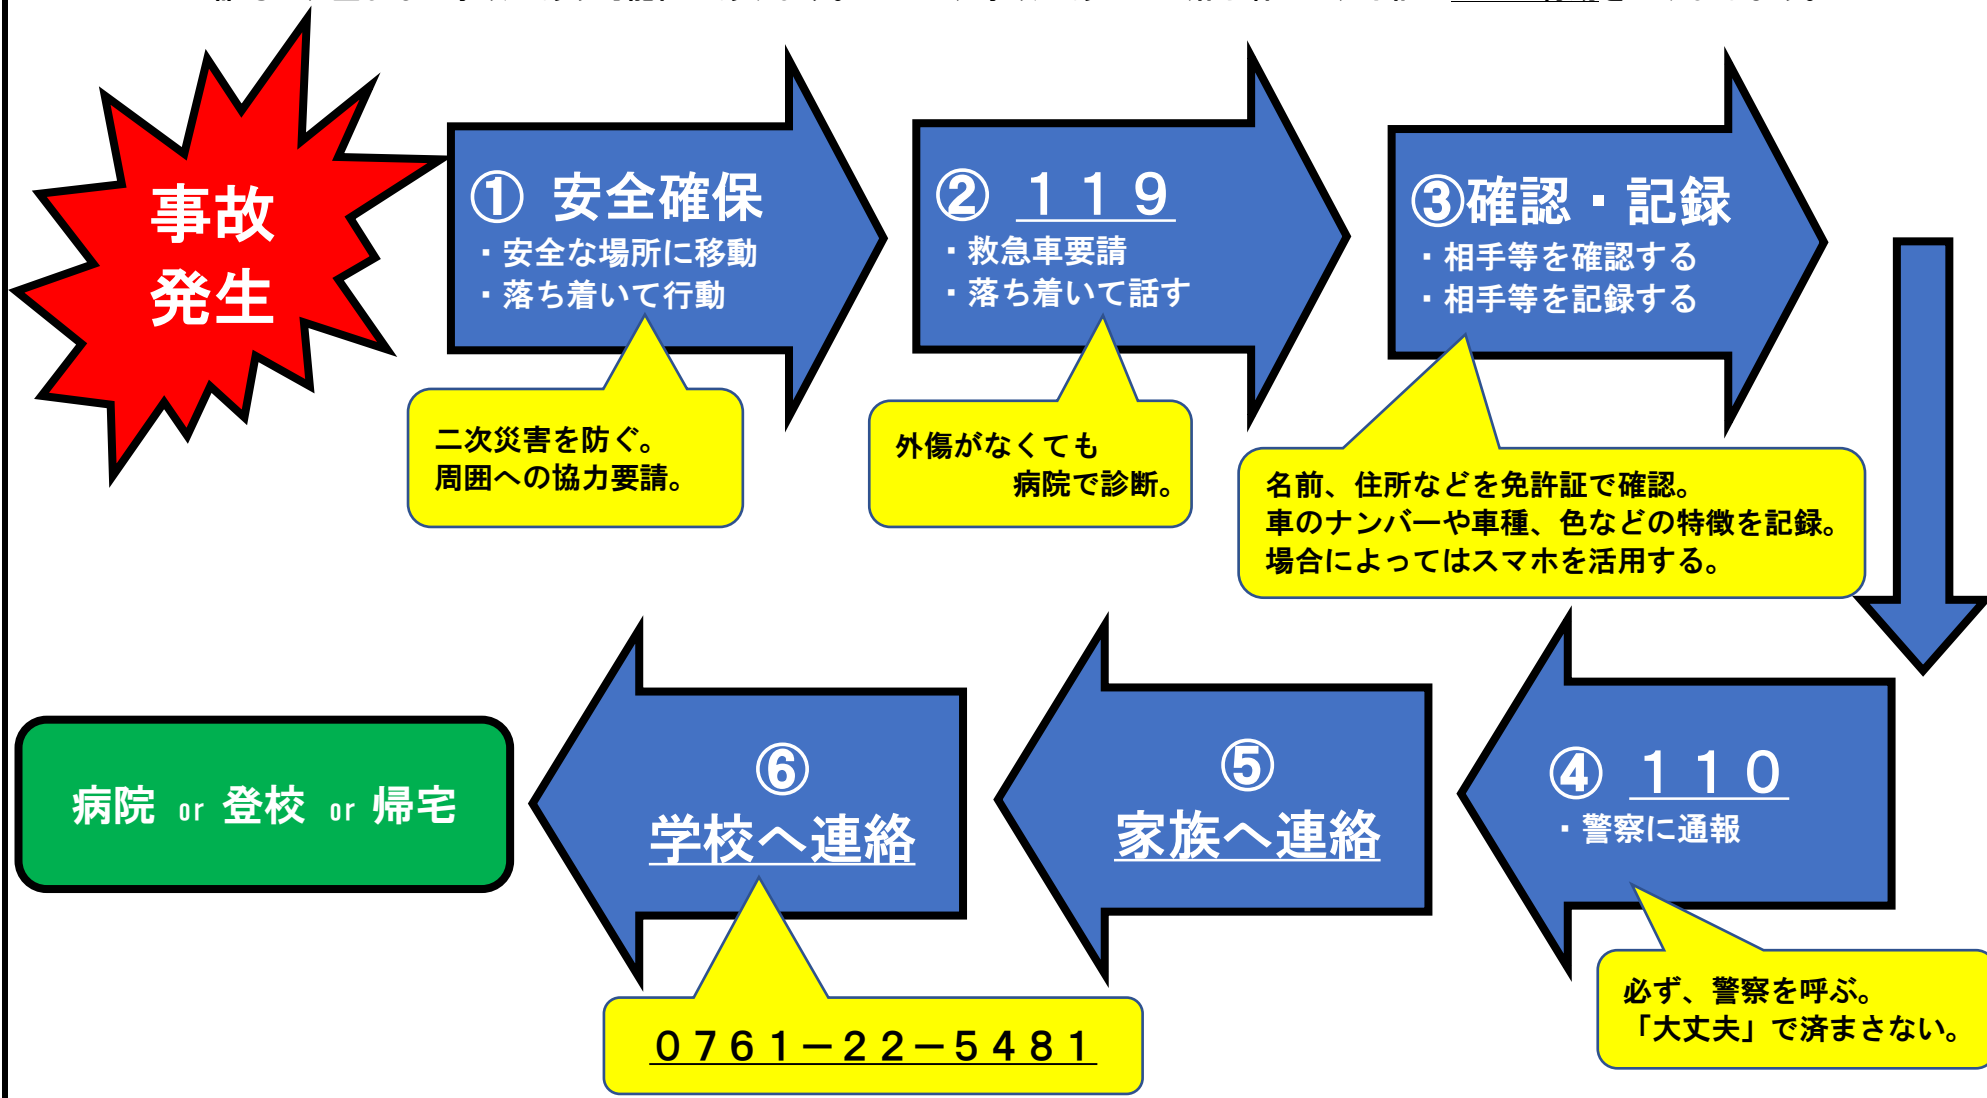 事故
発生
① 安全確保
・安全な場所に移動
・落ち着いて行動
二次災害を防ぐ。
周囲への協力要請。
② １１９
・救急車要請
・落ち着いて話す
外傷がなくても
病院で診断。
③確認・記録
・相手等を確認する
・相手等を記録する
名前、住所などを免許証で確認。
車のナンバーや車種、色などの特徴を記録。
場合によってはスマホを活用する。
④ １１０
・警察に通報
必ず、警察を呼ぶ。
「大丈夫」で済まさない。
⑤
家族へ連絡
⑥
学校へ連絡
０７６１－２２－５４８１
病院 or 登校 or 帰宅